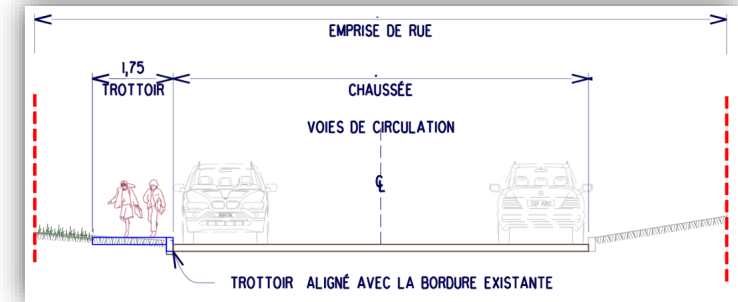 EMPRISE DE RUE
1,75
TROTTOIR
CHAUSSÉE
VOIES DE CIRCULATION
℄
TROTTOIR ALIGNÉ AVEC LA BORDURE EXISTANTE